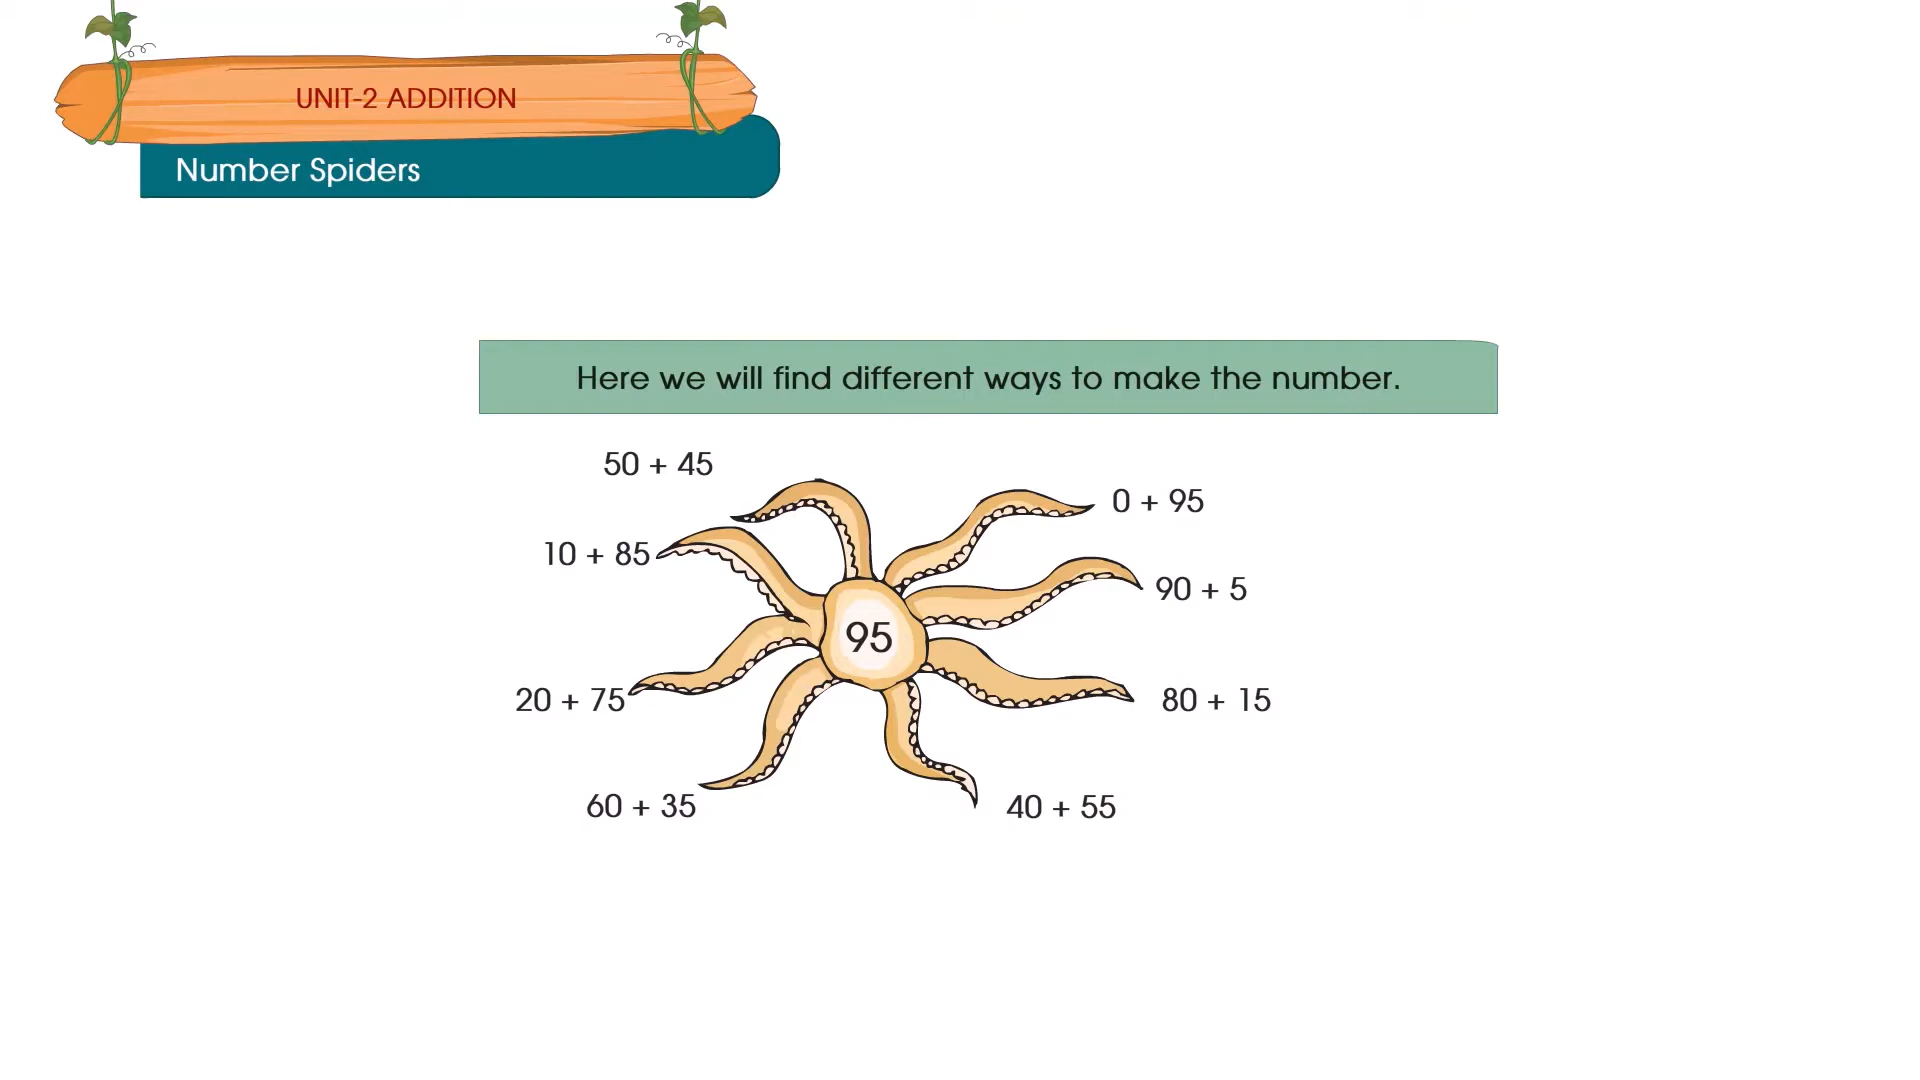 UNIT-2 ADDITION
Number Spiders
Here we will find different ways to make the number.
50 + 45
0 + 95
10 + 85
90 + 5
95
20 + 75
80 + 15
60 + 35
40 + 55